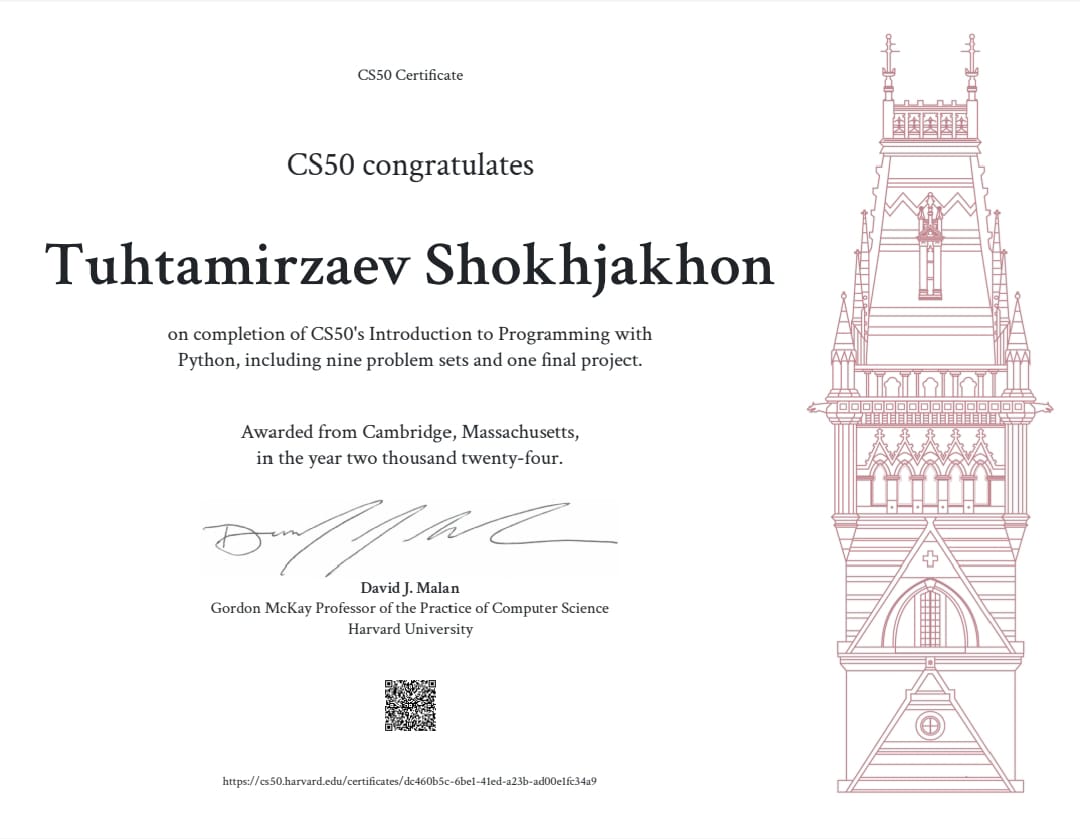 CS50 Certificate
CS50 congratulates
Tuhtamirzaev Shokhjakhon
on completion of CS50's Introduction to Programming with
Python, including nine problem sets and one final project.
Awarded from Cambridge, Massachusetts,
in the year two thousand twenty-four.
David J. Malan
Gordon McKay Professor of the Practice of Computer Science
Harvard University
https://cs50.harvard.edu/certificates/dc460b5c-6be1-41ed-a23b-ad00e1fc34a9